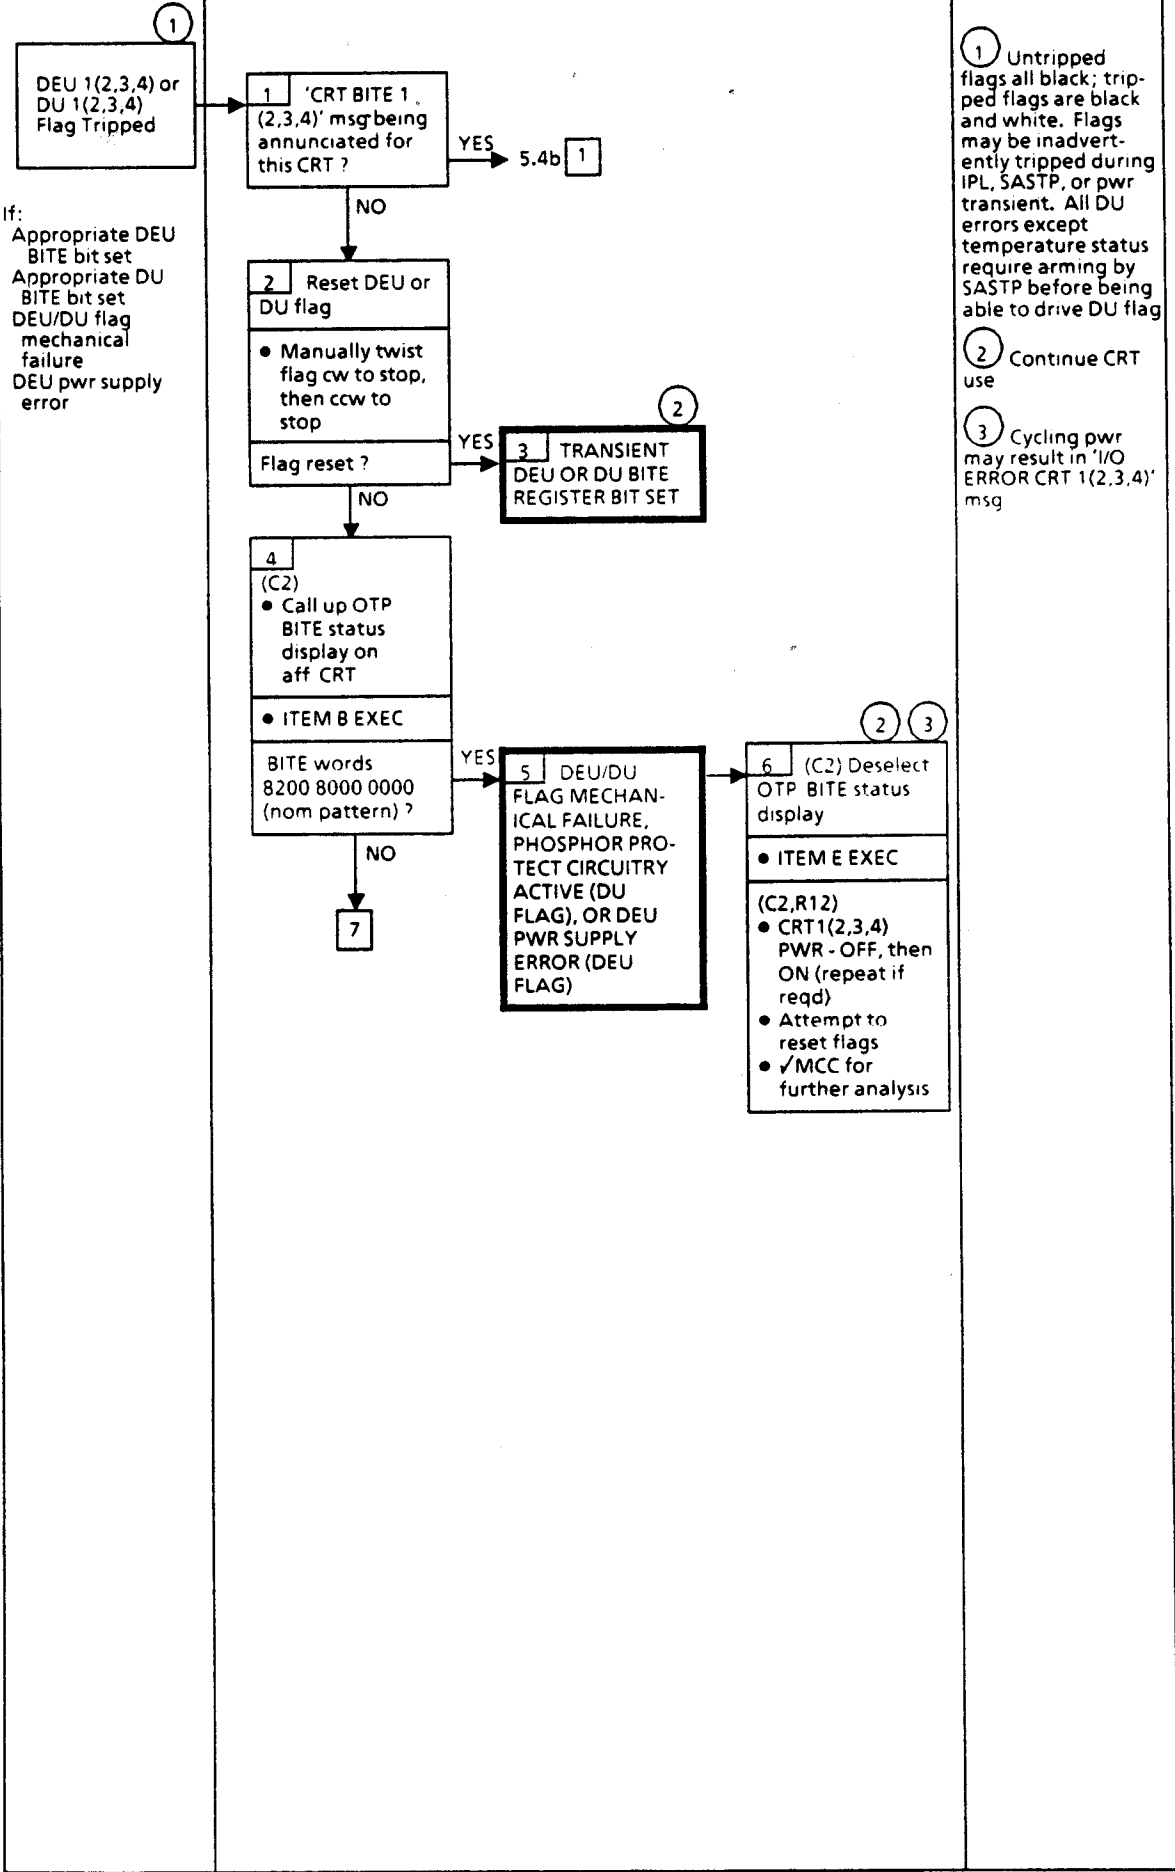 1
DEU 1(2,3,4) or
DU 1(2,3,4)
Flag Tripped
If:
Appropriate DEU
BITE bit set
Appropriate DU
BITE bit set
DEU/DU flag
mechanical
failure
DEU pwr supply
error
1 'CRT BITE 1
(2,3,4)' msg being
annunciated for
this CRT ?
YES
5.4b 1
NO
2 Reset DEU or
DU flag
• Manually twist
flag cw to stop,
then ccw to
stop
Flag reset ?
YES
2
3 TRANSIENT
DEU OR DU BITE
REGISTER BIT SET
NO
4
(C2)
• Call up OTP
BITE status
display on
aff CRT
• ITEM B EXEC
BITE words
8200 8000 0000
(nom pattern) ?
YES
5 DEU/DU
FLAG MECHAN-
ICAL FAILURE,
PHOSPHOR PRO-
TECT CIRCUITRY
ACTIVE (DU
FLAG), OR DEU
PWR SUPPLY
ERROR (DEU
FLAG)
2 3
6 (C2) Deselect
OTP BITE status
display
• ITEM E EXEC
(C2,R12)
• CRT1(2,3,4)
PWR - OFF, then
ON (repeat if
reqd)
• Attempt to
reset flags
• ✓MCC for
further analysis
NO
7
1 Untripped
flags all black; trip-
ped flags are black
and white. Flags
may be inadvert-
ently tripped during
IPL, SASTP, or pwr
transient. All DU
errors except
temperature status
require arming by
SASTP before being
able to drive DU flag
2 Continue CRT
use
3 Cycling pwr
may result in 'I/O
ERROR CRT 1(2,3,4)'
msg